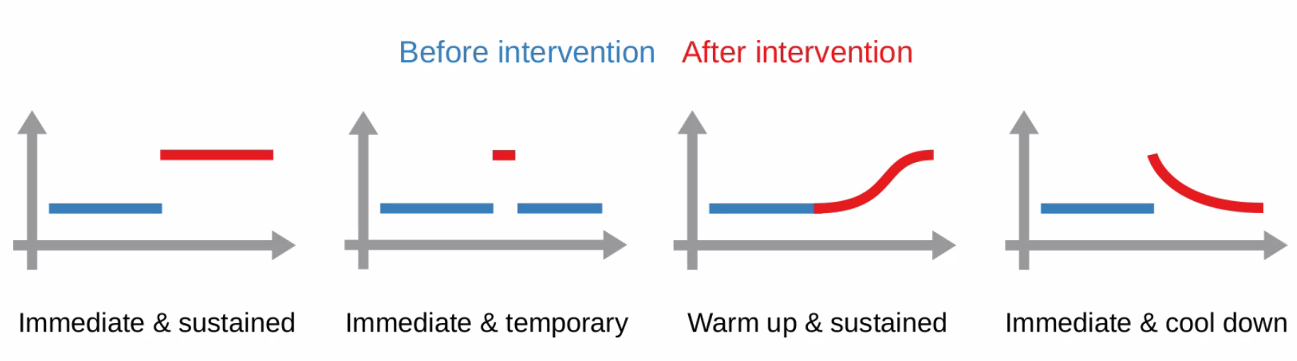 Before intervention After intervention
Immediate & sustained
Immediate & temporary
Warm up & sustained
Immediate & cool down